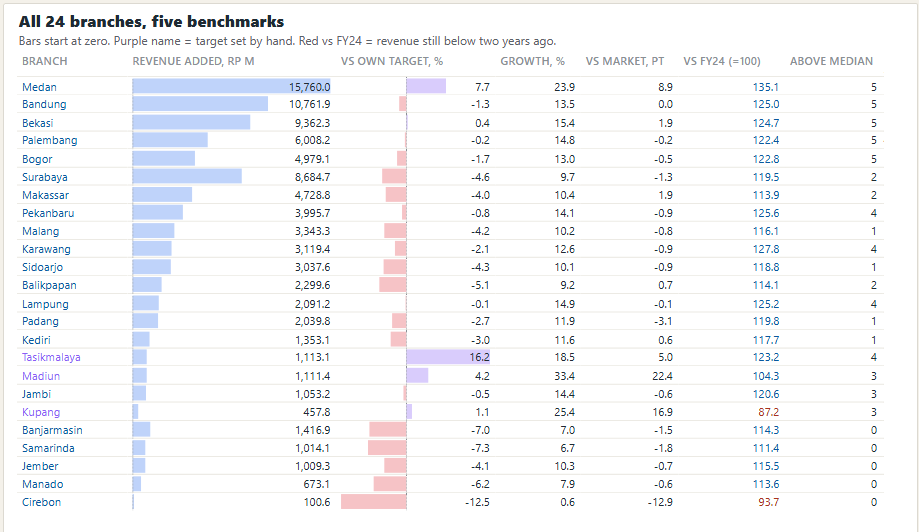 All 24 branches, five benchmarks
Bars start at zero. Purple name = target set by hand. Red vs FY24 = revenue still below two years ago.
BRANCH REVENUE ADDED, RP M VS OWN TARGET, % GROWTH, % VS MARKET, PT VS FY24 (=100) ABOVE MEDIAN
Medan 15,760.0 7.7 23.9 8.9 135.1 5
Bandung 10,761.9 -1.3 13.5 0.0 125.0 5
Bekasi 9,362.3 0.4 15.4 1.9 124.7 5
Palembang 6,008.2 -0.2 14.8 -0.2 122.4 5
Bogor 4,979.1 -1.7 13.0 -0.5 122.8 5
Surabaya 8,684.7 -4.6 9.7 -1.3 119.5 2
Makassar 4,728.8 -4.0 10.4 1.9 113.9 2
Pekanbaru 3,995.7 -0.8 14.1 -0.9 125.6 4
Malang 3,343.3 -4.2 10.2 -0.8 116.1 1
Karawang 3,119.4 -2.1 12.6 -0.9 127.8 4
Sidoarjo 3,037.6 -4.3 10.1 -0.9 118.8 1
Balikpapan 2,299.6 -5.1 9.2 0.7 114.1 2
Lampung 2,091.2 -0.1 14.9 -0.1 125.2 4
Padang 2,039.8 -2.7 11.9 -3.1 119.8 1
Kediri 1,353.1 -3.0 11.6 0.6 117.7 1
Tasikmalaya 1,113.1 16.2 18.5 5.0 123.2 4
Madiun 1,111.4 4.2 33.4 22.4 104.3 3
Jambi 1,053.2 -0.5 14.4 -0.6 120.6 3
Kupang 457.8 1.1 25.4 16.9 87.2 3
Banjarmasin 1,416.9 -7.0 7.0 -1.5 114.3 0
Samarinda 1,014.1 -7.3 6.7 -1.8 111.4 0
Jember 1,009.3 -4.1 10.3 -0.7 115.5 0
Manado 673.1 -6.2 7.9 -0.6 113.6 0
Cirebon 100.6 -12.5 0.6 -12.9 93.7 0